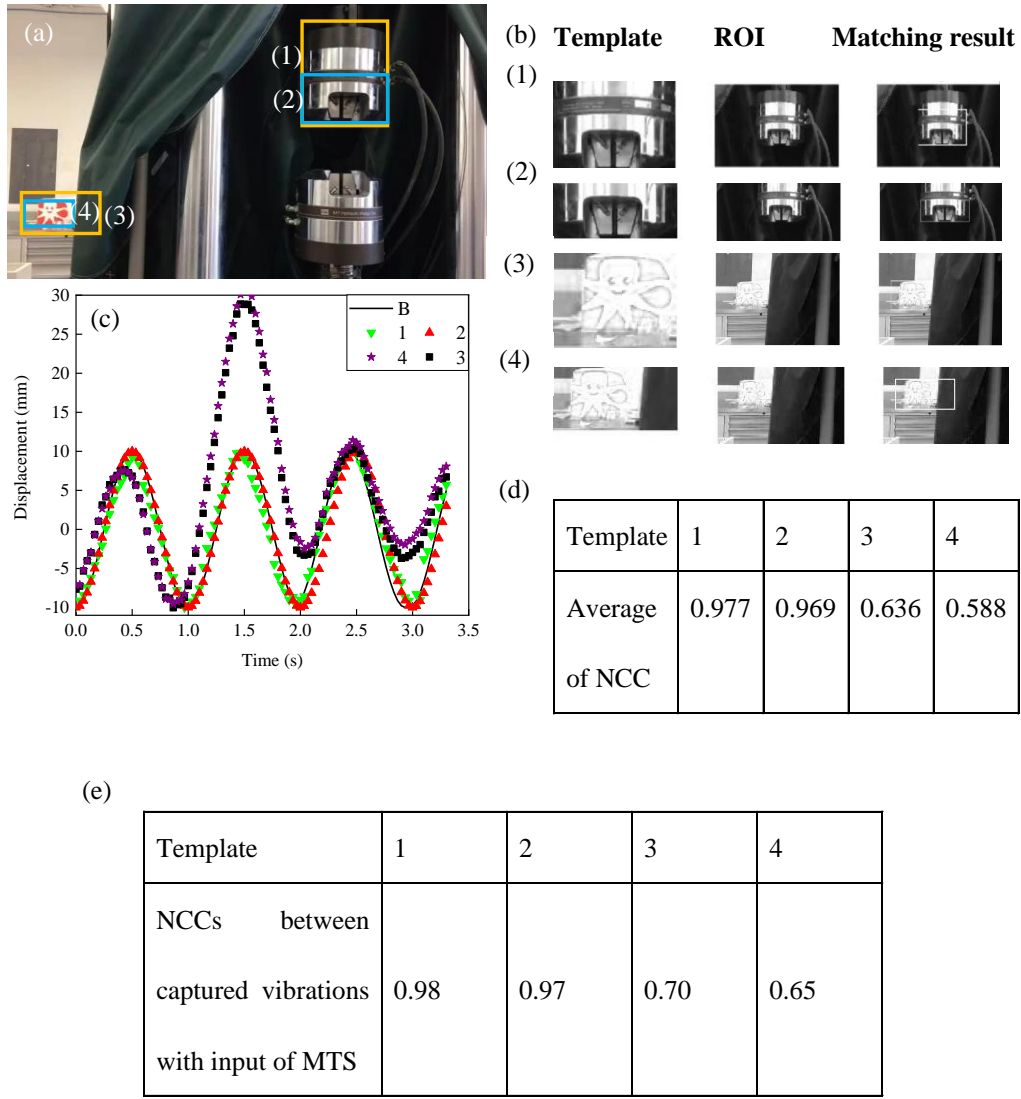 (a)
(1)
(2)
(4)
(3)
(b) Template ROI Matching result
(1)
(2)
(3)
(4)
(c)
30
25
20
15
10
5
0
-5
-10
Displacement (mm)
B
1 2
4 3
0.0 0.5 1.0 1.5 2.0 2.5 3.0 3.5
Time (s)
(d)
Template 1 2 3 4
Average of NCC 0.977 0.969 0.636 0.588
(e)
Template 1 2 3 4
NCCs between
captured vibrations 0.98 0.97 0.70 0.65
with input of MTS